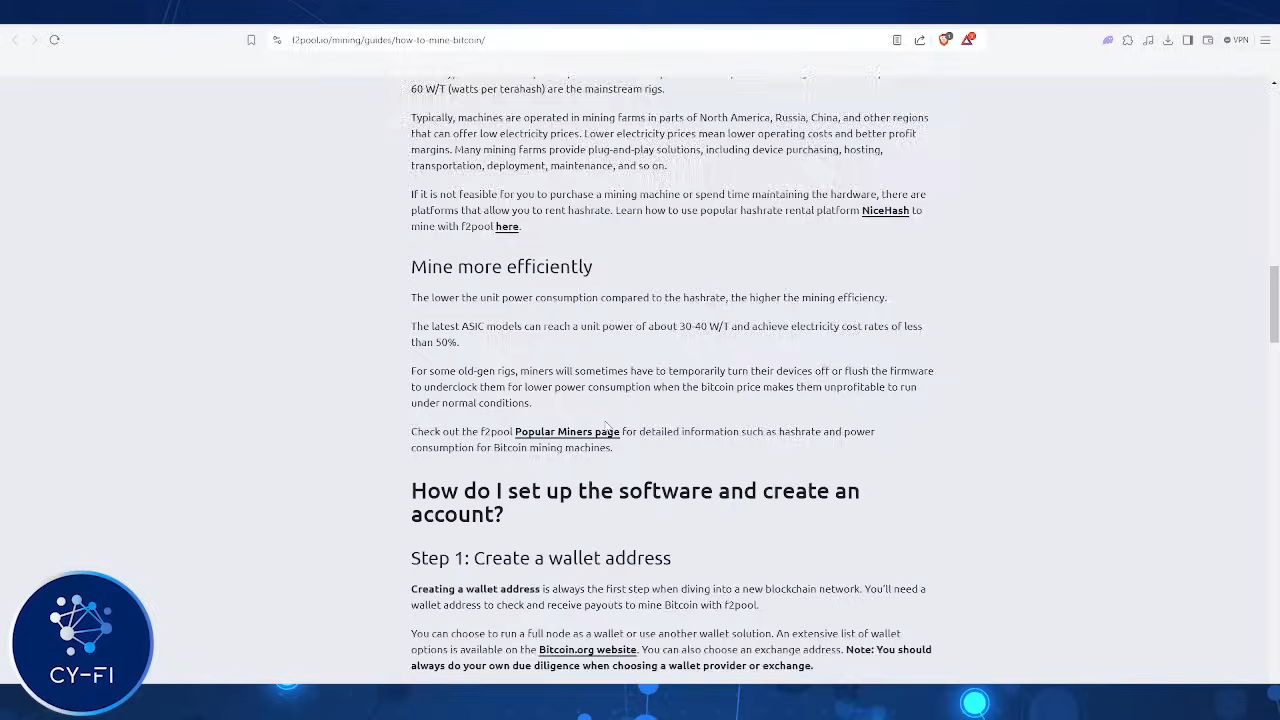 f2pool.io/mining/guides/how-to-mine-bitcoin/
VPN
60 W/T (watts per terahash) are the mainstream rigs.
Typically, machines are operated in mining farms in parts of North America, Russia, China, and other regions
that can offer low electricity prices. Lower electricity prices mean lower operating costs and better profit
margins. Many mining farms provide plug-and-play solutions, including device purchasing, hosting,
transportation, deployment, maintenance, and so on.
If it is not feasible for you to purchase a mining machine or spend time maintaining the hardware, there are
platforms that allow you to rent hashrate. Learn how to use popular hashrate rental platform NiceHash to
mine with f2pool here.
Mine more efficiently
The lower the unit power consumption compared to the hashrate, the higher the mining efficiency.
The latest ASIC models can reach a unit power of about 30-40 W/T and achieve electricity cost rates of less
than 50%.
For some old-gen rigs, miners will sometimes have to temporarily turn their devices off or flush the firmware
to underclock them for lower power consumption when the bitcoin price makes them unprofitable to run
under normal conditions.
Check out the f2pool Popular Miners page for detailed information such as hashrate and power
consumption for Bitcoin mining machines.
How do I set up the software and create an
account?
Step 1: Create a wallet address
Creating a wallet address is always the first step when diving into a new blockchain network. You'll need a
wallet address to check and receive payouts to mine Bitcoin with f2pool.
You can choose to run a full node as a wallet or use another wallet solution. An extensive list of wallet
options is available on the Bitcoin.org website. You can also choose an exchange address. Note: You should
always do your own due diligence when choosing a wallet provider or exchange.
CY-FI